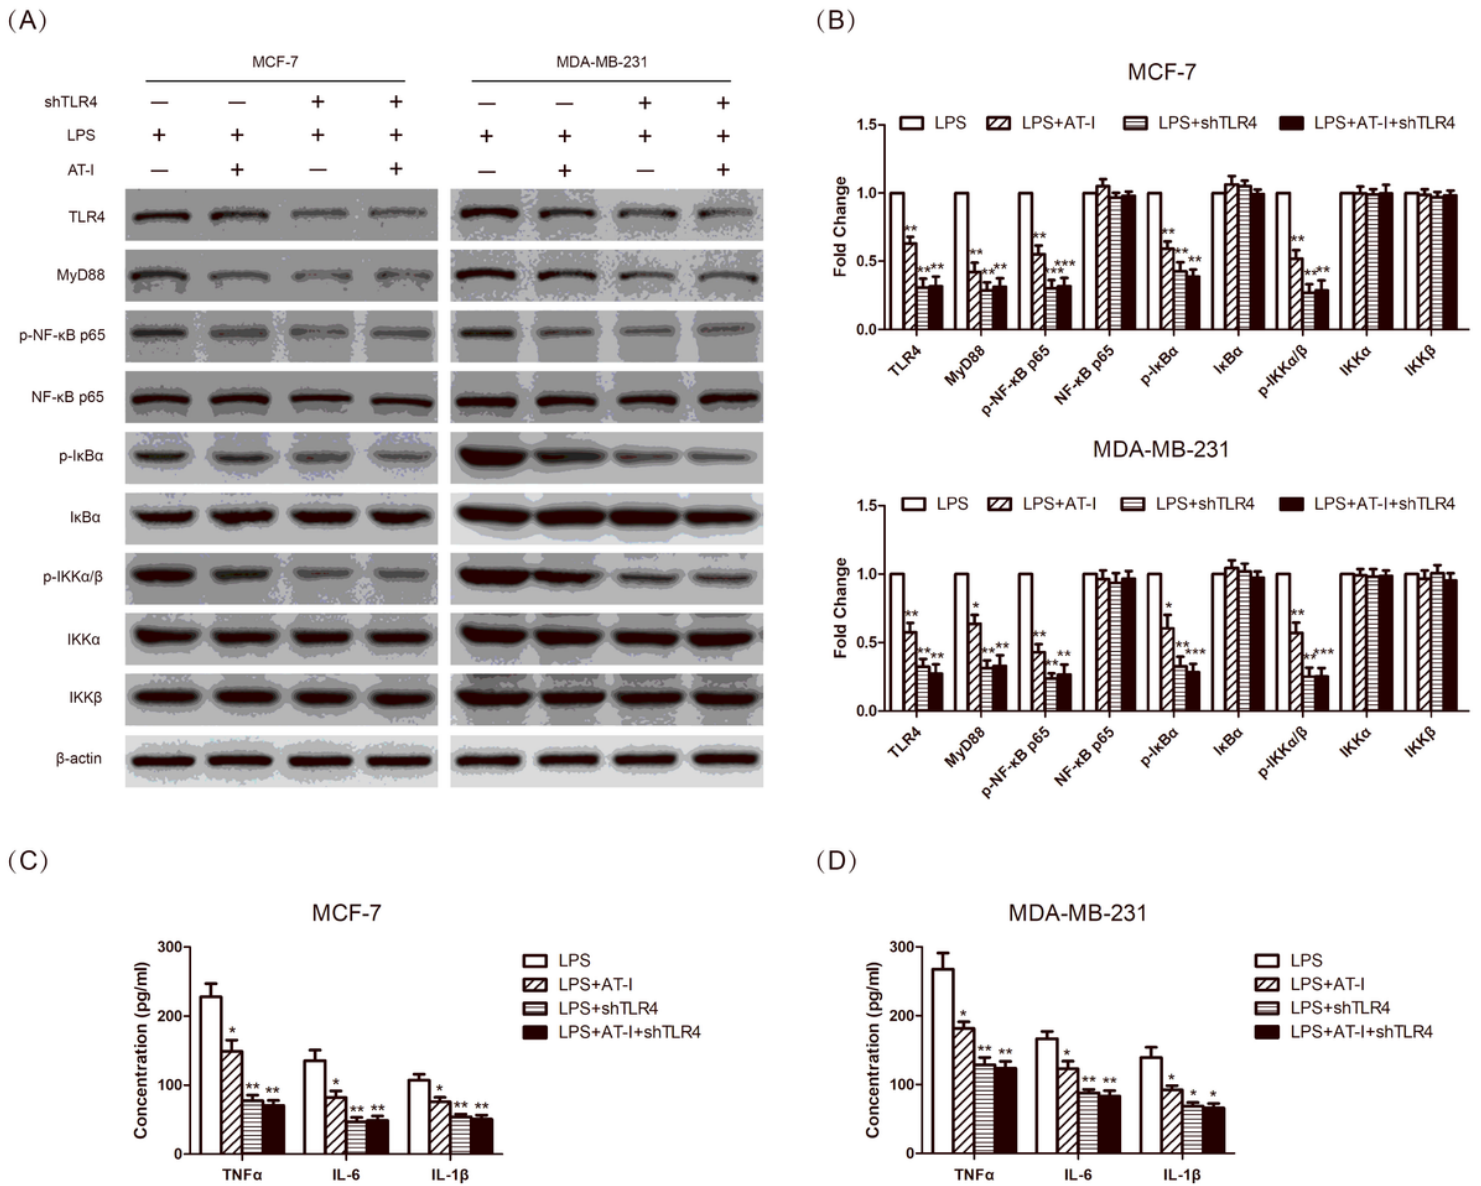 (A)
MCF-7 MDA-MB-231
shTLR4 — — + + — — + +
LPS + + + + + + + +
AT-I — + — + — + — +
TLR4
MyD88
p-NF-κB p65
NF-κB p65
p-IκBα
IκBα
p-IKKα/β
IKKα
IKKβ
β-actin
(B)
MCF-7
LPS LPS+AT-I LPS+shTLR4 LPS+AT-I+shTLR4
Fold Change
1.5
1.0
0.5
0.0
** ** ** ** ** ** ** *** *** ** ** ** ** ** **
TLR4 MyD88 p-NF-κB p65 NF-κB p65 p-IκBα IκBα p-IKKα/β IKKα IKKβ
MDA-MB-231
LPS LPS+AT-I LPS+shTLR4 LPS+AT-I+shTLR4
Fold Change
1.5
1.0
0.5
0.0
** ** ** * ** ** ** ** ** * ** *** ** ** ***
TLR4 MyD88 p-NF-κB p65 NF-κB p65 p-IκBα IκBα p-IKKα/β IKKα IKKβ
(C)
MCF-7
Concentration (pg/ml)
300
200
100
0
* ** ** * ** ** * ** **
TNFα IL-6 IL-1β
LPS
LPS+AT-I
LPS+shTLR4
LPS+AT-I+shTLR4
(D)
MDA-MB-231
Concentration (pg/ml)
300
200
100
0
* ** ** * ** ** * * *
TNFα IL-6 IL-1β
LPS
LPS+AT-I
LPS+shTLR4
LPS+AT-I+shTLR4